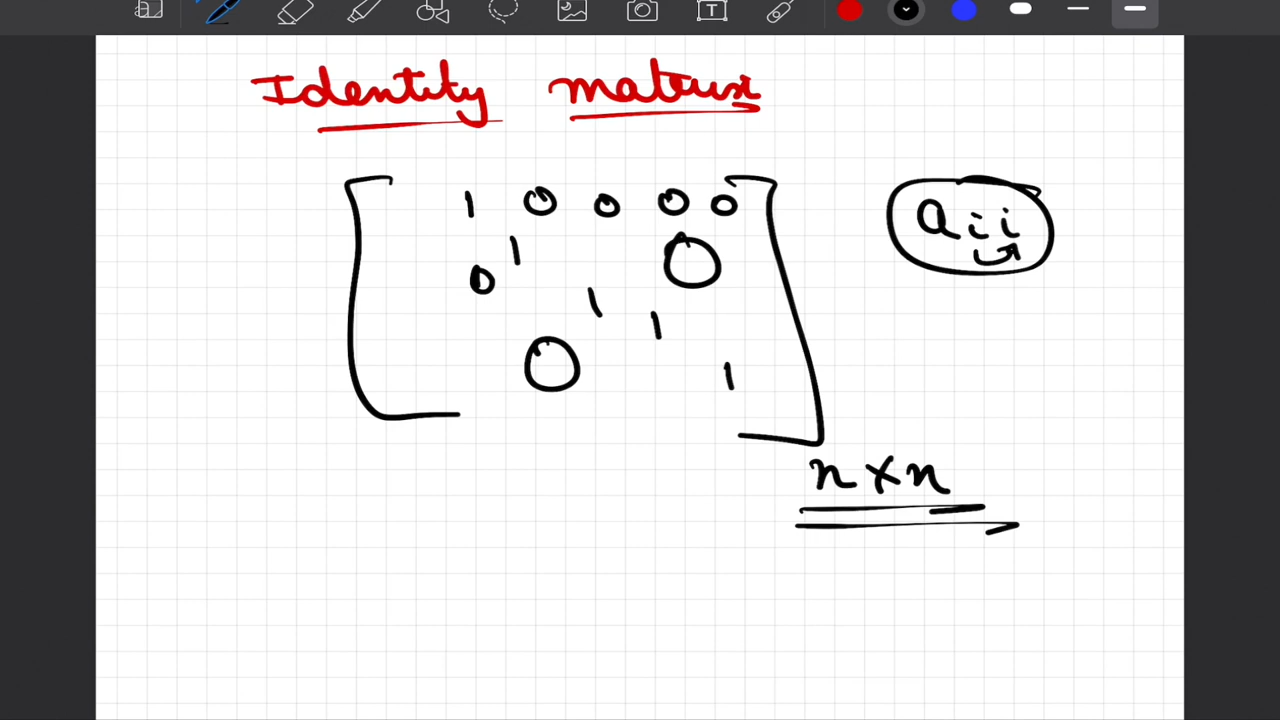 Identity matrix
1 0 0 0 0
aii
1 0
0
1
1
0 1
n×n
T